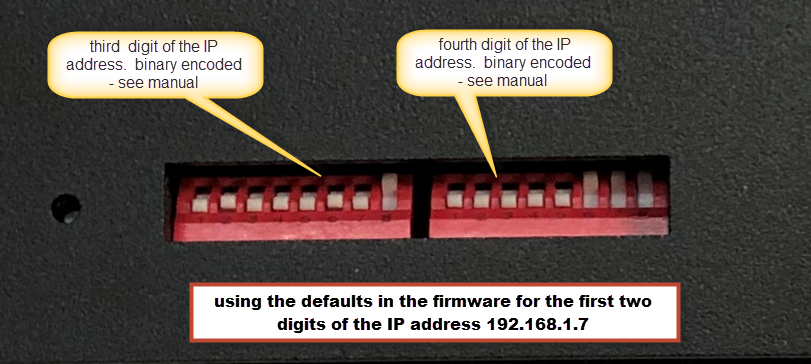 third  digit of the IP
address.  binary encoded
- see manual
fourth digit of the IP
address.  binary encoded
- see manual
using the defaults in the firmware for the first two
digits of the IP address 192.168.1.7